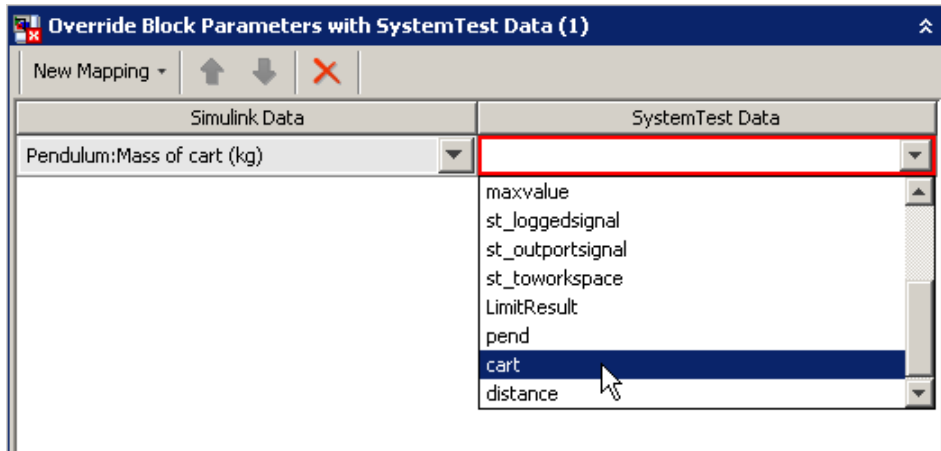 Override Block Parameters with SystemTest Data (1)
New Mapping
Simulink Data
SystemTest Data
Pendulum:Mass of cart (kg)
maxvalue
st_loggedsignal
st_outportsignal
st_toworkspace
LimitResult
pend
cart
distance